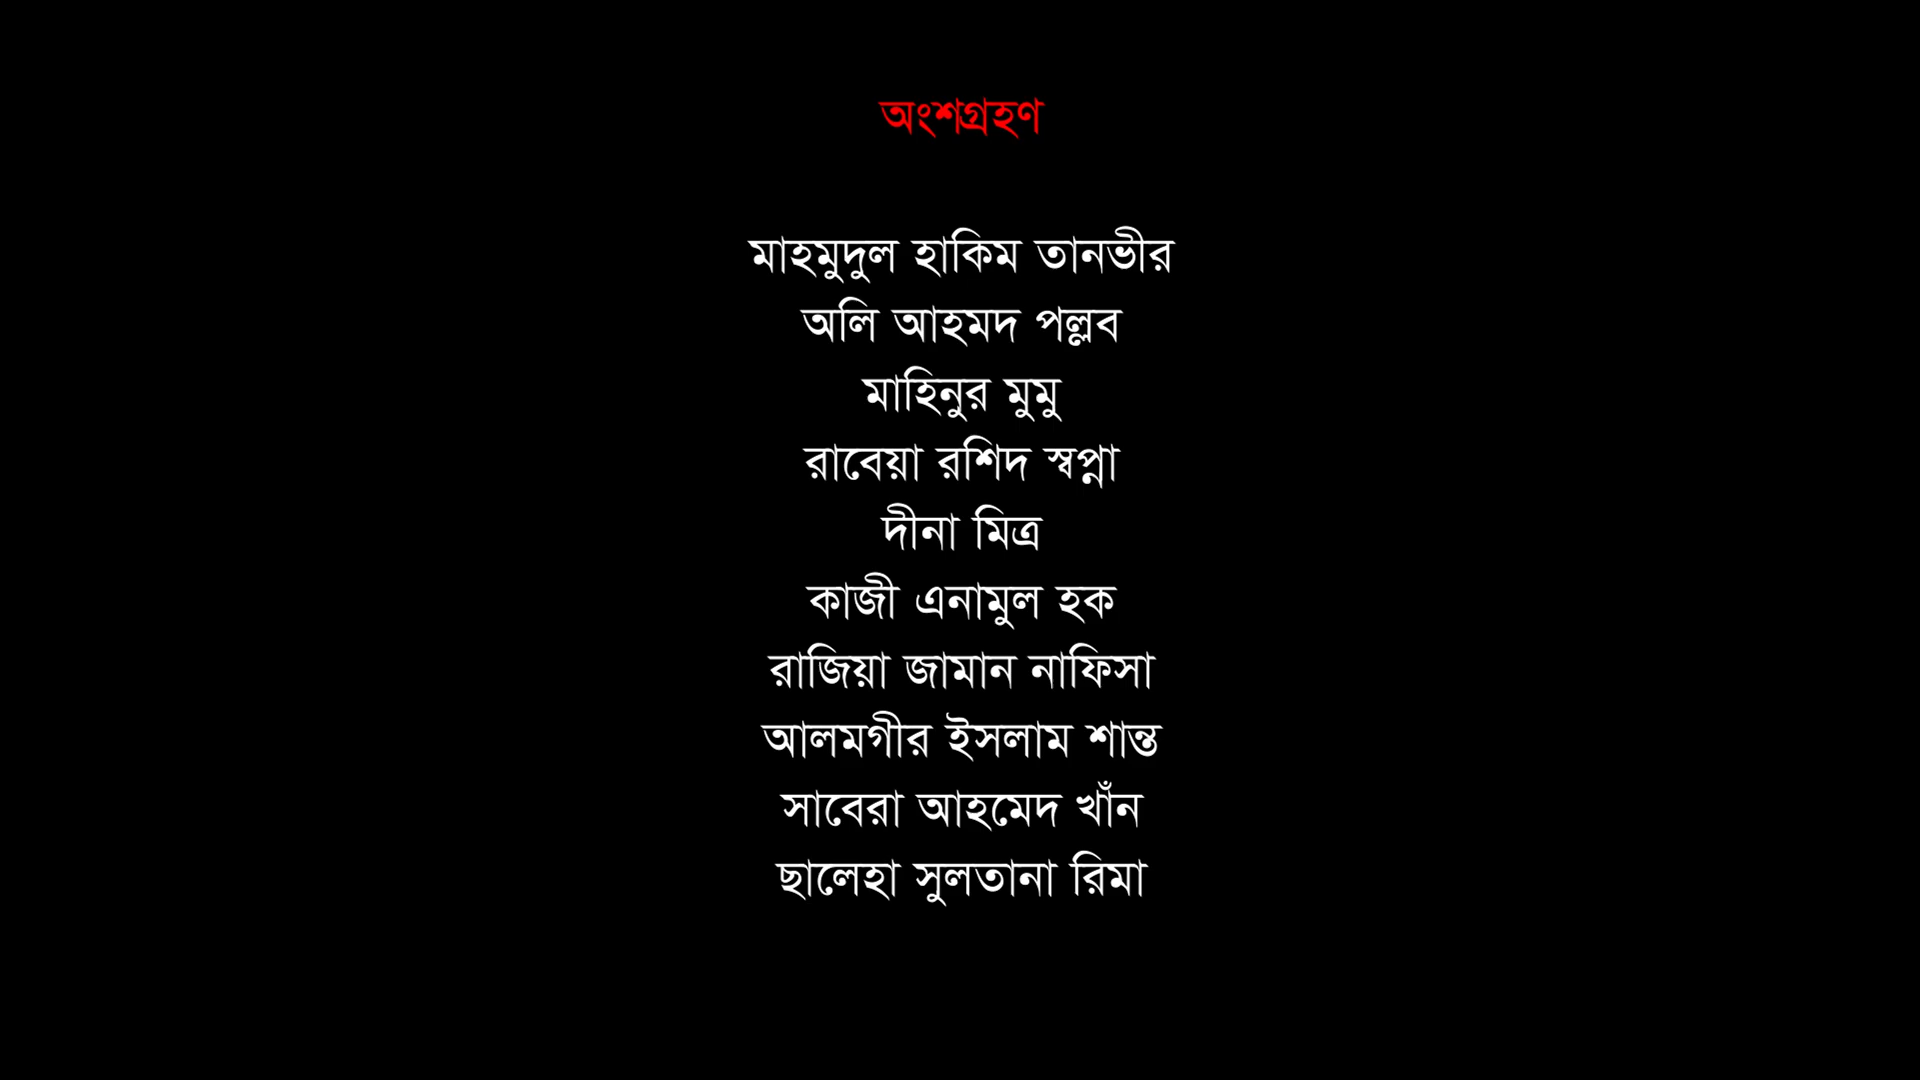 অংশগ্রহণ
মাহমুদুল হাকিম তানভীর
অলি আহমদ পল্লব
মাহিনুর মুমু
রাবেয়া রশিদ স্বপ্না
দীনা মিত্র
কাজী এনামুল হক
রাজিয়া জামান নাফিসা
আলমগীর ইসলাম শান্ত
সাবেরা আহমেদ খাঁন
ছালেহা সুলতানা রিমা